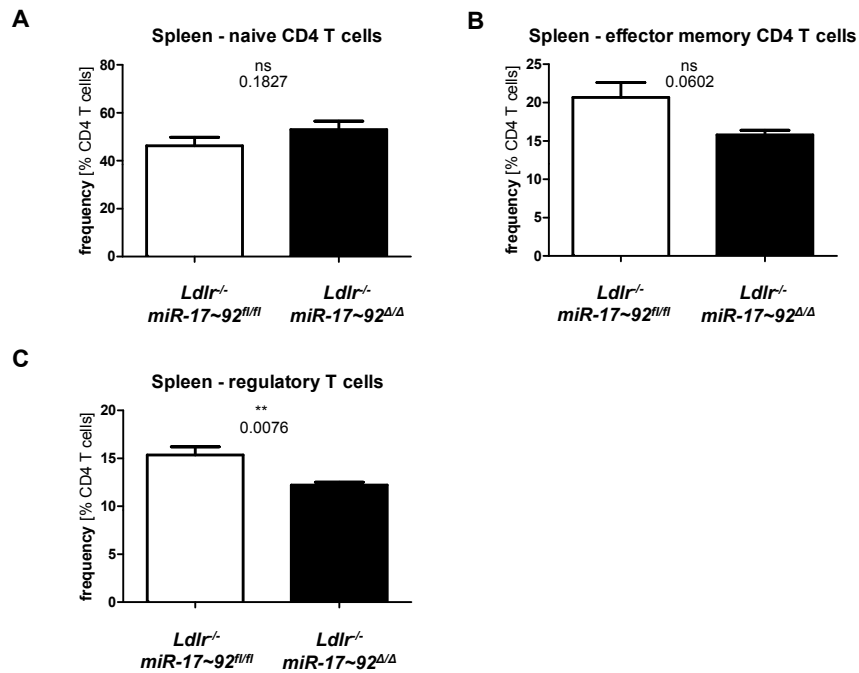 A
Spleen - naive CD4 T cells
ns
0.1827
frequency [% CD4 T cells]
80
60
40
20
0
Ldlr-/-
miR-17~92fl/fl
Ldlr-/-
miR-17~92Δ/Δ
B
Spleen - effector memory CD4 T cells
ns
0.0602
frequency [% CD4 T cells]
25
20
15
10
5
0
Ldlr-/-
miR-17~92fl/fl
Ldlr-/-
miR-17~92Δ/Δ
C
Spleen - regulatory T cells
**
0.0076
frequency [% CD4 T cells]
20
15
10
5
0
Ldlr-/-
miR-17~92fl/fl
Ldlr-/-
miR-17~92Δ/Δ